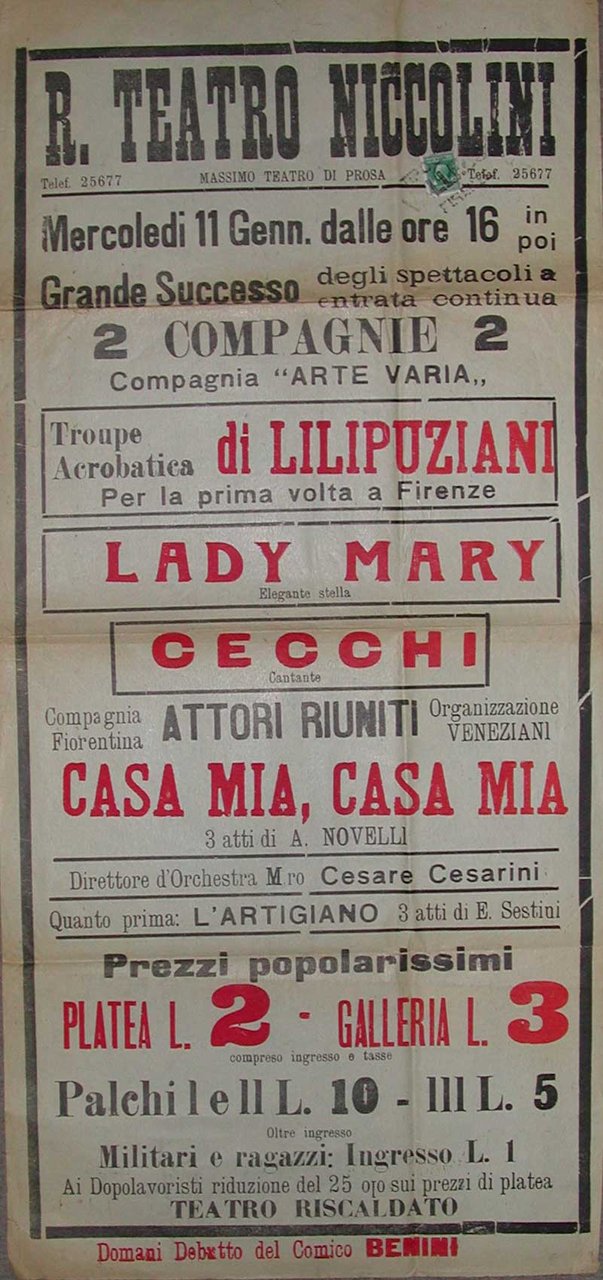 R. TEATRO NICCOLINI
Telef. 25677 MASSIMO TEATRO DI PROSA Telef. 25677
Mercoledì 11 Genn. dalle ore 16 in poi
Grande Successo degli spettacoli a entrata continua
2 COMPAGNIE 2
Compagnia “ARTE VARIA„
Troupe Acrobatica di LILIPUZIANI
Per la prima volta a Firenze
LADY MARY
Elegante stella
CECCHI
Cantante
Compagnia Fiorentina ATTORI RIUNITI Organizzazione VENEZIANI
CASA MIA, CASA MIA
3 atti di A. NOVELLI
Direttore d'Orchestra M.ro Cesare Cesarini
Quanto prima: L'ARTIGIANO 3 atti di E. Sestini
Prezzi popolarissimi
PLATEA L. 2 - GALLERIA L. 3
compreso ingresso e tasse
Palchi I e II L. 10 - III L. 5
Oltre ingresso
Militari e ragazzi: Ingresso L. 1
Ai Dopolavoristi riduzione del 25 o|o sui prezzi di platea
TEATRO RISCALDATO
Domani Debutto del Comico BENINI